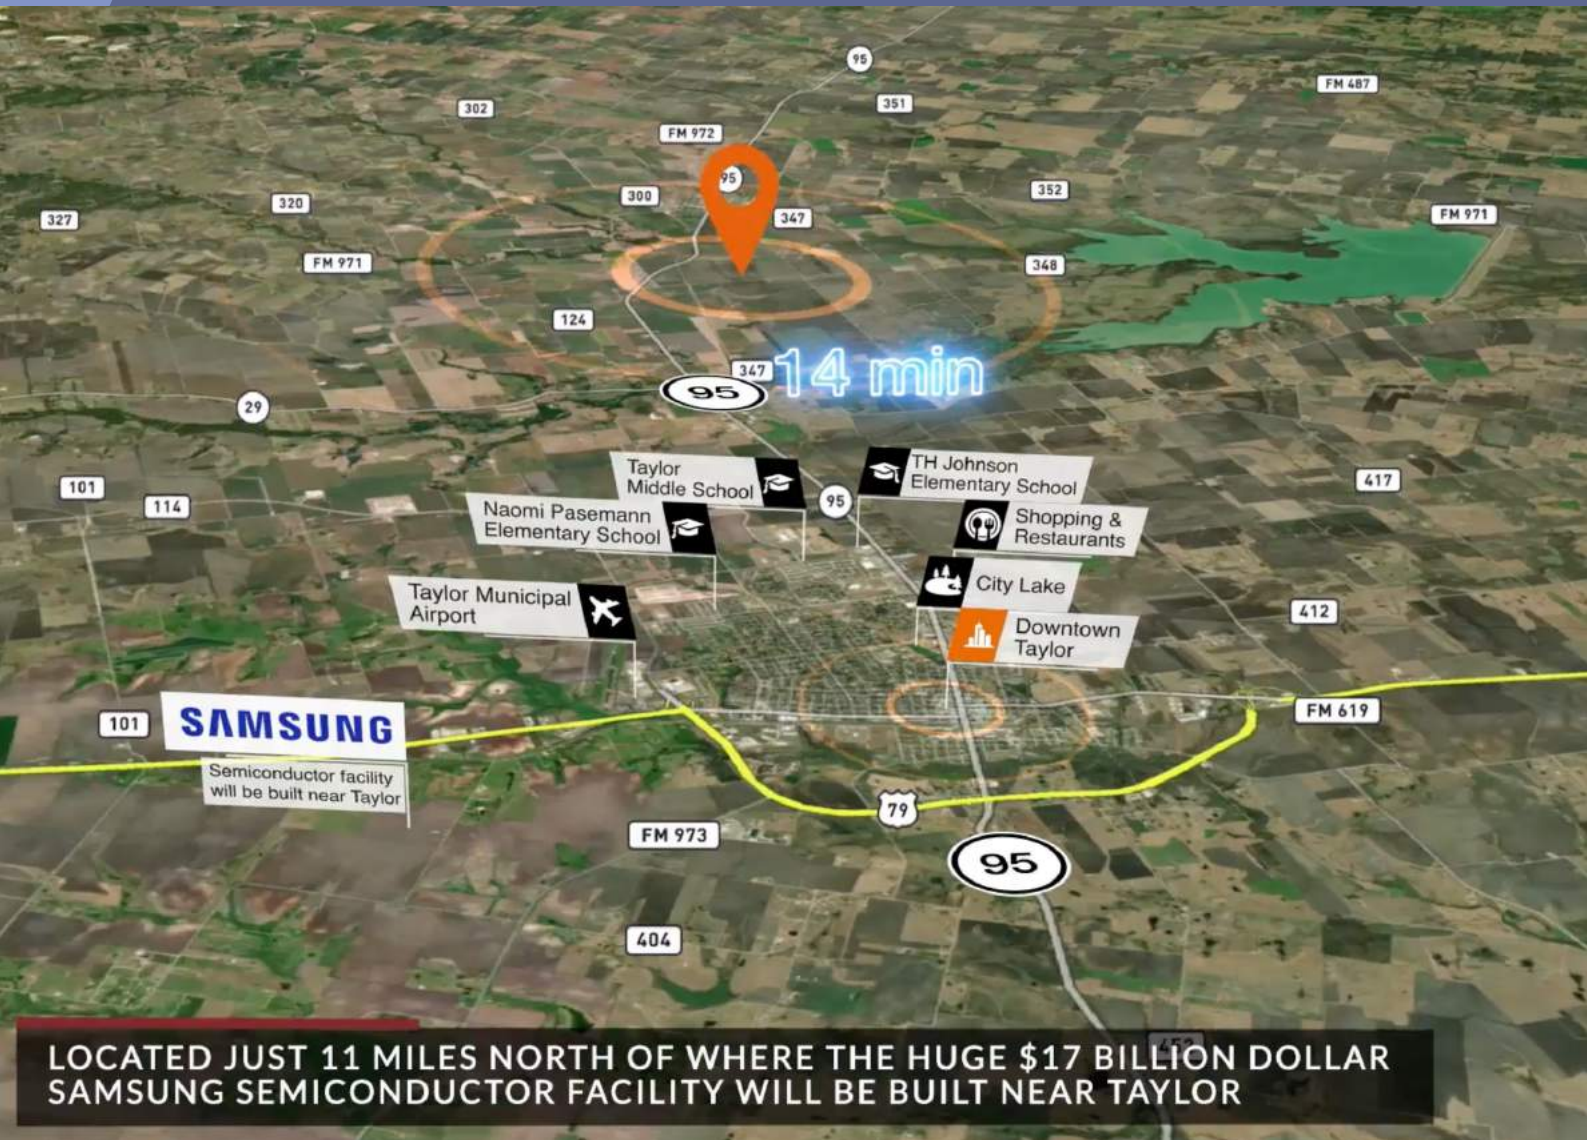 95
FM 487
302
351
FM 972
95
300
352
320
347
327
FM 971
FM 971
348
124
347
14 min
95
29
Taylor
Middle School
TH Johnson
Elementary School
101
417
114
95
Naomi Pasemann
Elementary School
Shopping &
Restaurants
City Lake
Taylor Municipal
Airport
412
Downtown
Taylor
101
SAMSUNG
FM 619
Semiconductor facility
will be built near Taylor
79
FM 973
95
404
LOCATED JUST 11 MILES NORTH OF WHERE THE HUGE $17 BILLION DOLLAR
SAMSUNG SEMICONDUCTOR FACILITY WILL BE BUILT NEAR TAYLOR